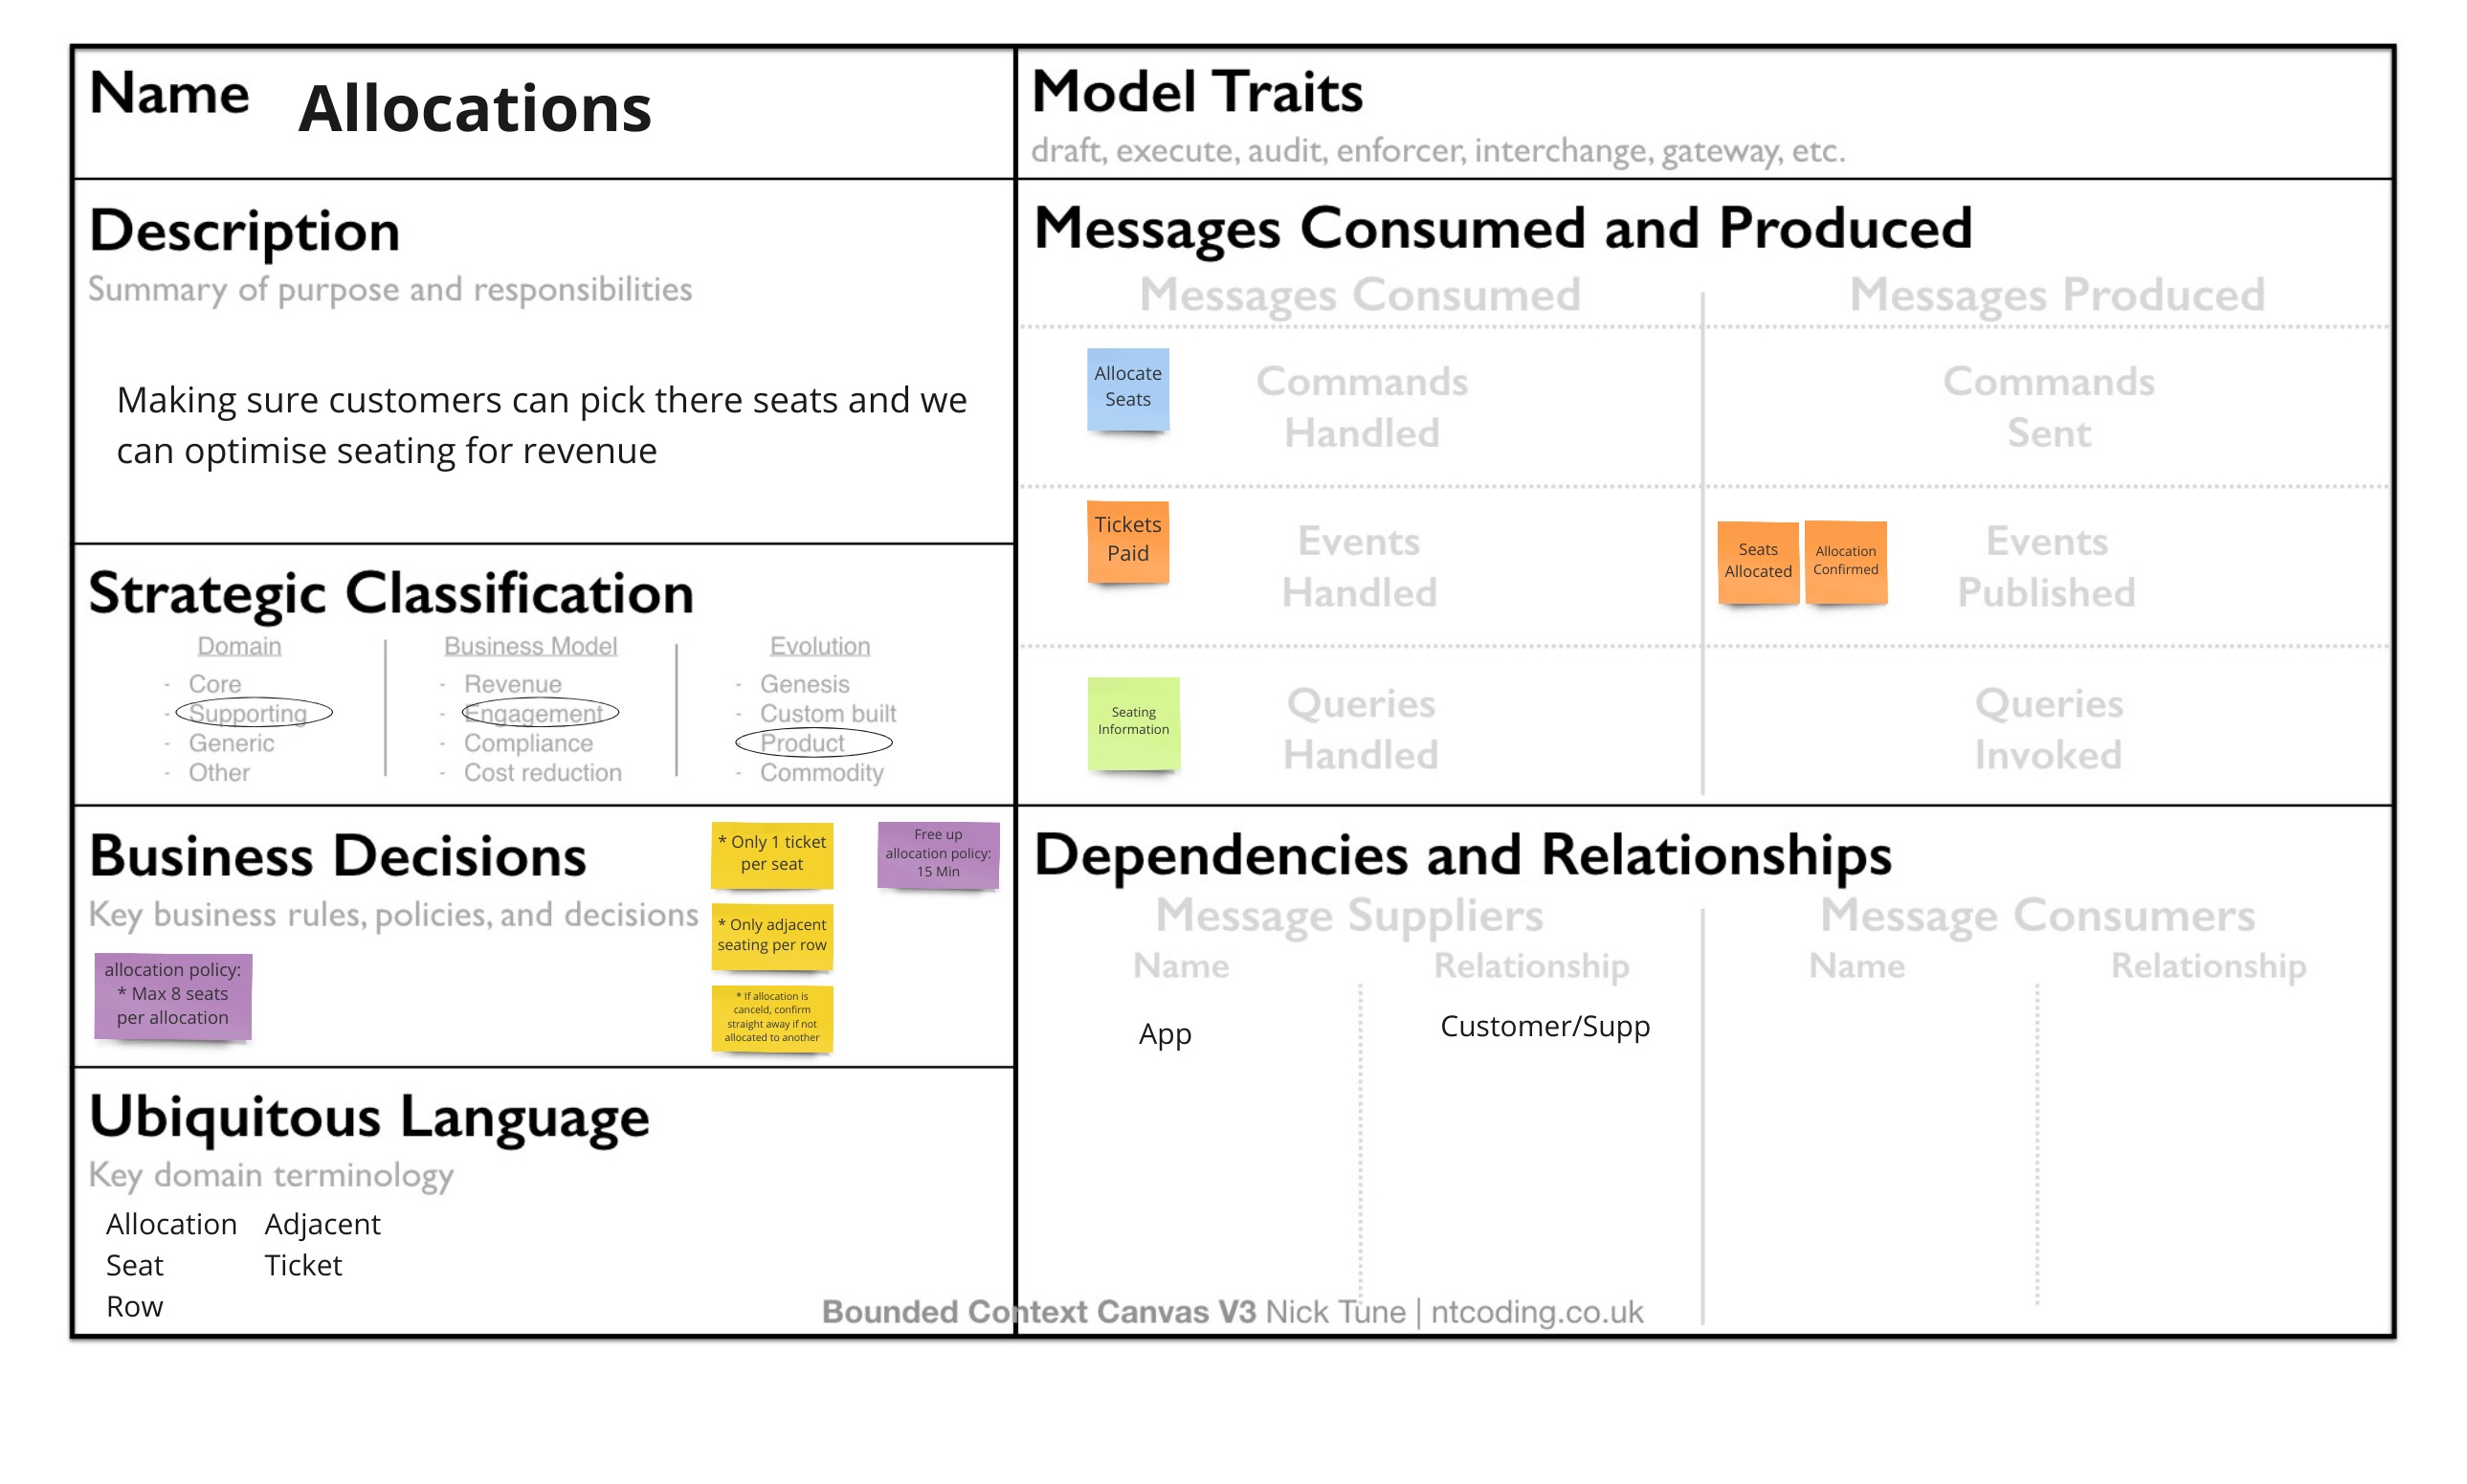 Name Allocations
Description
Summary of purpose and responsibilities
Making sure customers can pick there seats and we
can optimise seating for revenue
Strategic Classification
Domain
- Core
- Supporting
- Generic
- Other
Business Model
- Revenue
- Engagement
- Compliance
- Cost reduction
Evolution
- Genesis
- Custom built
- Product
- Commodity
Business Decisions
Key business rules, policies, and decisions
allocation policy:
* Max 8 seats
per allocation
* Only 1 ticket
per seat
* Only adjacent
seating per row
* If allocation is
canceld, confirm
straight away if not
allocated to another
Free up
allocation policy:
15 Min
Ubiquitous Language
Key domain terminology
Allocation
Seat
Row
Adjacent
Ticket
Model Traits
draft, execute, audit, enforcer, interchange, gateway, etc.
Messages Consumed and Produced
Messages Consumed
Messages Produced
Allocate
Seats
Commands
Handled
Commands
Sent
Tickets
Paid
Events
Handled
Seats
Allocated
Allocation
Confirmed
Events
Published
Seating
Information
Queries
Handled
Queries
Invoked
Dependencies and Relationships
Message Suppliers
Name
Relationship
App
Customer/Supp
Message Consumers
Name
Relationship
Bounded Context Canvas V3 Nick Tune | ntcoding.co.uk